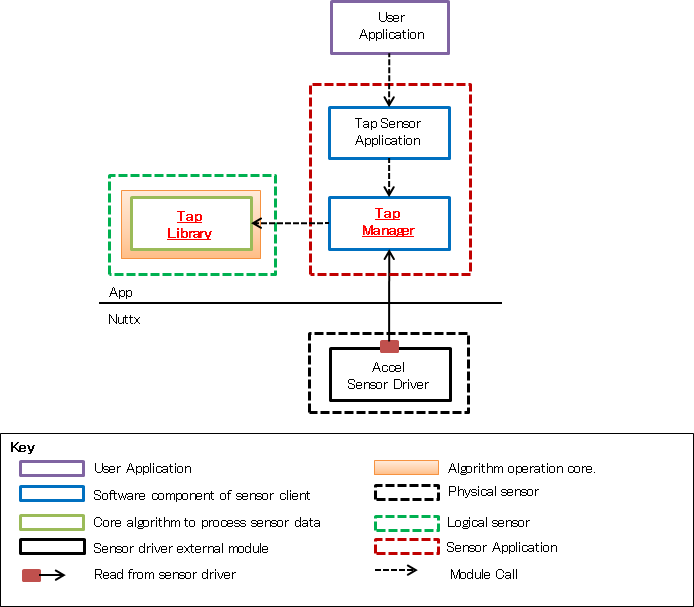 User
Application
Tap Sensor
Application
Tap
Library
Tap
Manager
App
Nuttx
Accel
Sensor Driver
Key
User Application
Algorithm operation core.
Software component of sensor client
Physical sensor
Core algorithm to process sensor data
Logical sensor
Sensor driver external module
Sensor Application
Read from sensor driver
Module Call